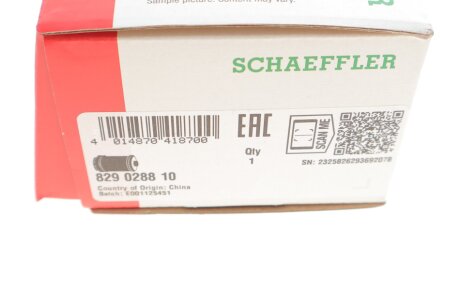 Sample picture. Content may vary.
SCHAEFFLER
4 014870 418700
EAC
Qty
1
SCAN ME
SN: 2325826293692078
829 0288 10
Country of Origin: China
Batch: E001125451